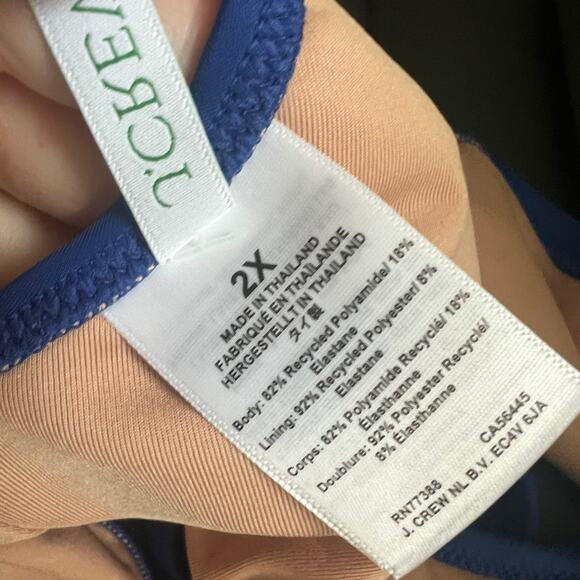 J.CREW
2X
MADE IN THAILAND
FABRIQUÉ EN THAÏLANDE
HERGESTELLT IN THAILAND
タイ製
Body: 82% Recycled Polyamide/ 18%
Elastane
Lining: 92% Recycled Polyester/ 8%
Elastane
Corps: 82% Polyamide Recyclé/ 18%
Élasthanne
Doublure: 92% Polyester Recyclé/
8% Élasthanne
RN77388 CA56445
J. CREW NL B.V. EC4V 6JA